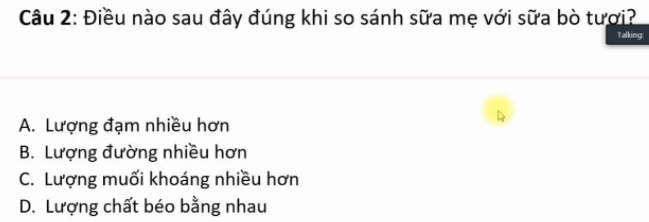 Câu 2: Điều nào sau đây đúng khi so sánh sữa mẹ với sữa bò tươi?
Talking:
A. Lượng đạm nhiều hơn
B. Lượng đường nhiều hơn
C. Lượng muối khoáng nhiều hơn
D. Lượng chất béo bằng nhau